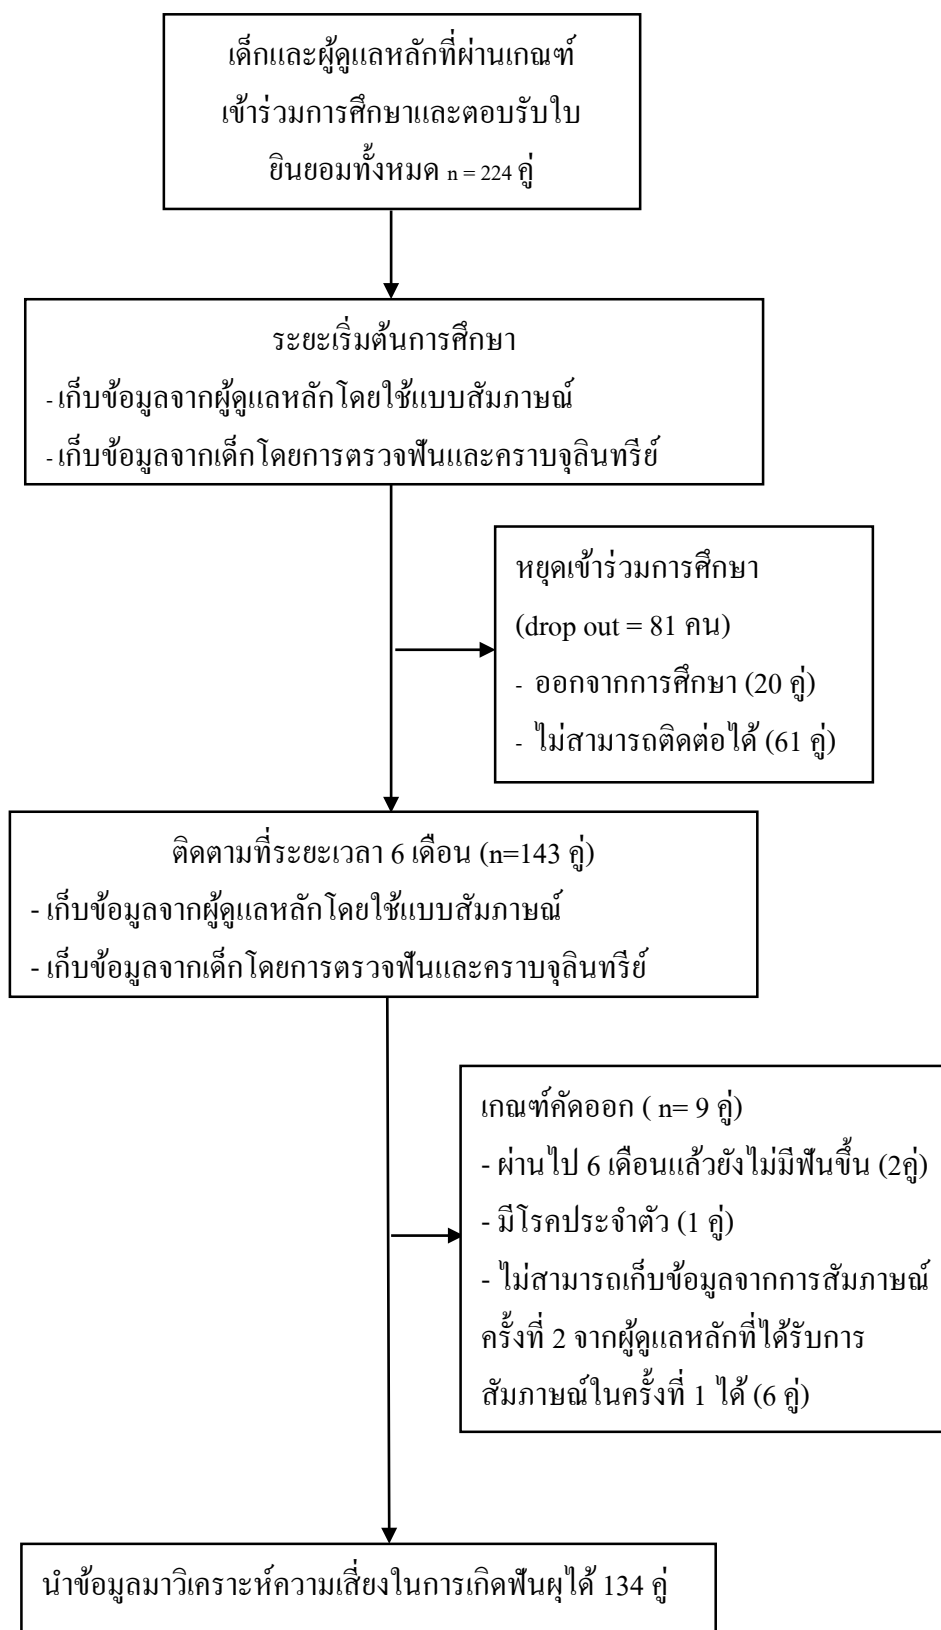 เด็กและผู้ดูแลหลักที่ผ่านเกณฑ์
เข้าร่วมการศึกษาและตอบรับใบ
ยินยอมทั้งหมด n = 224 คู่
ระยะเริ่มต้นการศึกษา
- เก็บข้อมูลจากผู้ดูแลหลักโดยใช้แบบสัมภาษณ์
- เก็บข้อมูลจากเด็กโดยการตรวจฟันและคราบจุลินทรีย์
หยุดเข้าร่วมการศึกษา
(drop out = 81 คน)
- ออกจากการศึกษา (20 คู่)
- ไม่สามารถติดต่อได้ (61 คู่)
ติดตามที่ระยะเวลา 6 เดือน (n=143 คู่)
- เก็บข้อมูลจากผู้ดูแลหลักโดยใช้แบบสัมภาษณ์
- เก็บข้อมูลจากเด็กโดยการตรวจฟันและคราบจุลินทรีย์
เกณฑ์คัดออก ( n= 9 คู่)
- ผ่านไป 6 เดือนแล้วยังไม่มีฟันขึ้น (2คู่)
- มีโรคประจำตัว (1 คู่)
- ไม่สามารถเก็บข้อมูลจากการสัมภาษณ์
ครั้งที่ 2 จากผู้ดูแลหลักที่ได้รับการ
สัมภาษณ์ในครั้งที่ 1 ได้ (6 คู่)
นำข้อมูลมาวิเคราะห์ความเสี่ยงในการเกิดฟันผุได้ 134 คู่